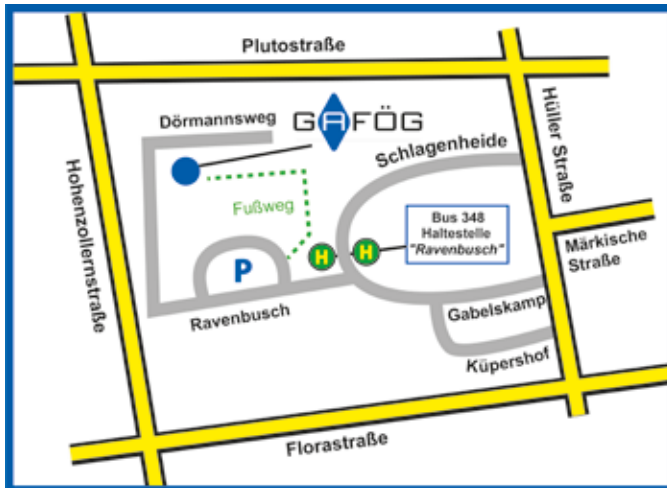 Plutostraße
Dörmannsweg
GAFÖG
Schlagenheide
Hüller Straße
Hohenzollernstraße
Fußweg
Bus 348
Haltestelle
"Ravenbusch"
Märkische
Straße
H
H
P
Ravenbusch
Gabelskamp
Küpershof
Florastraße